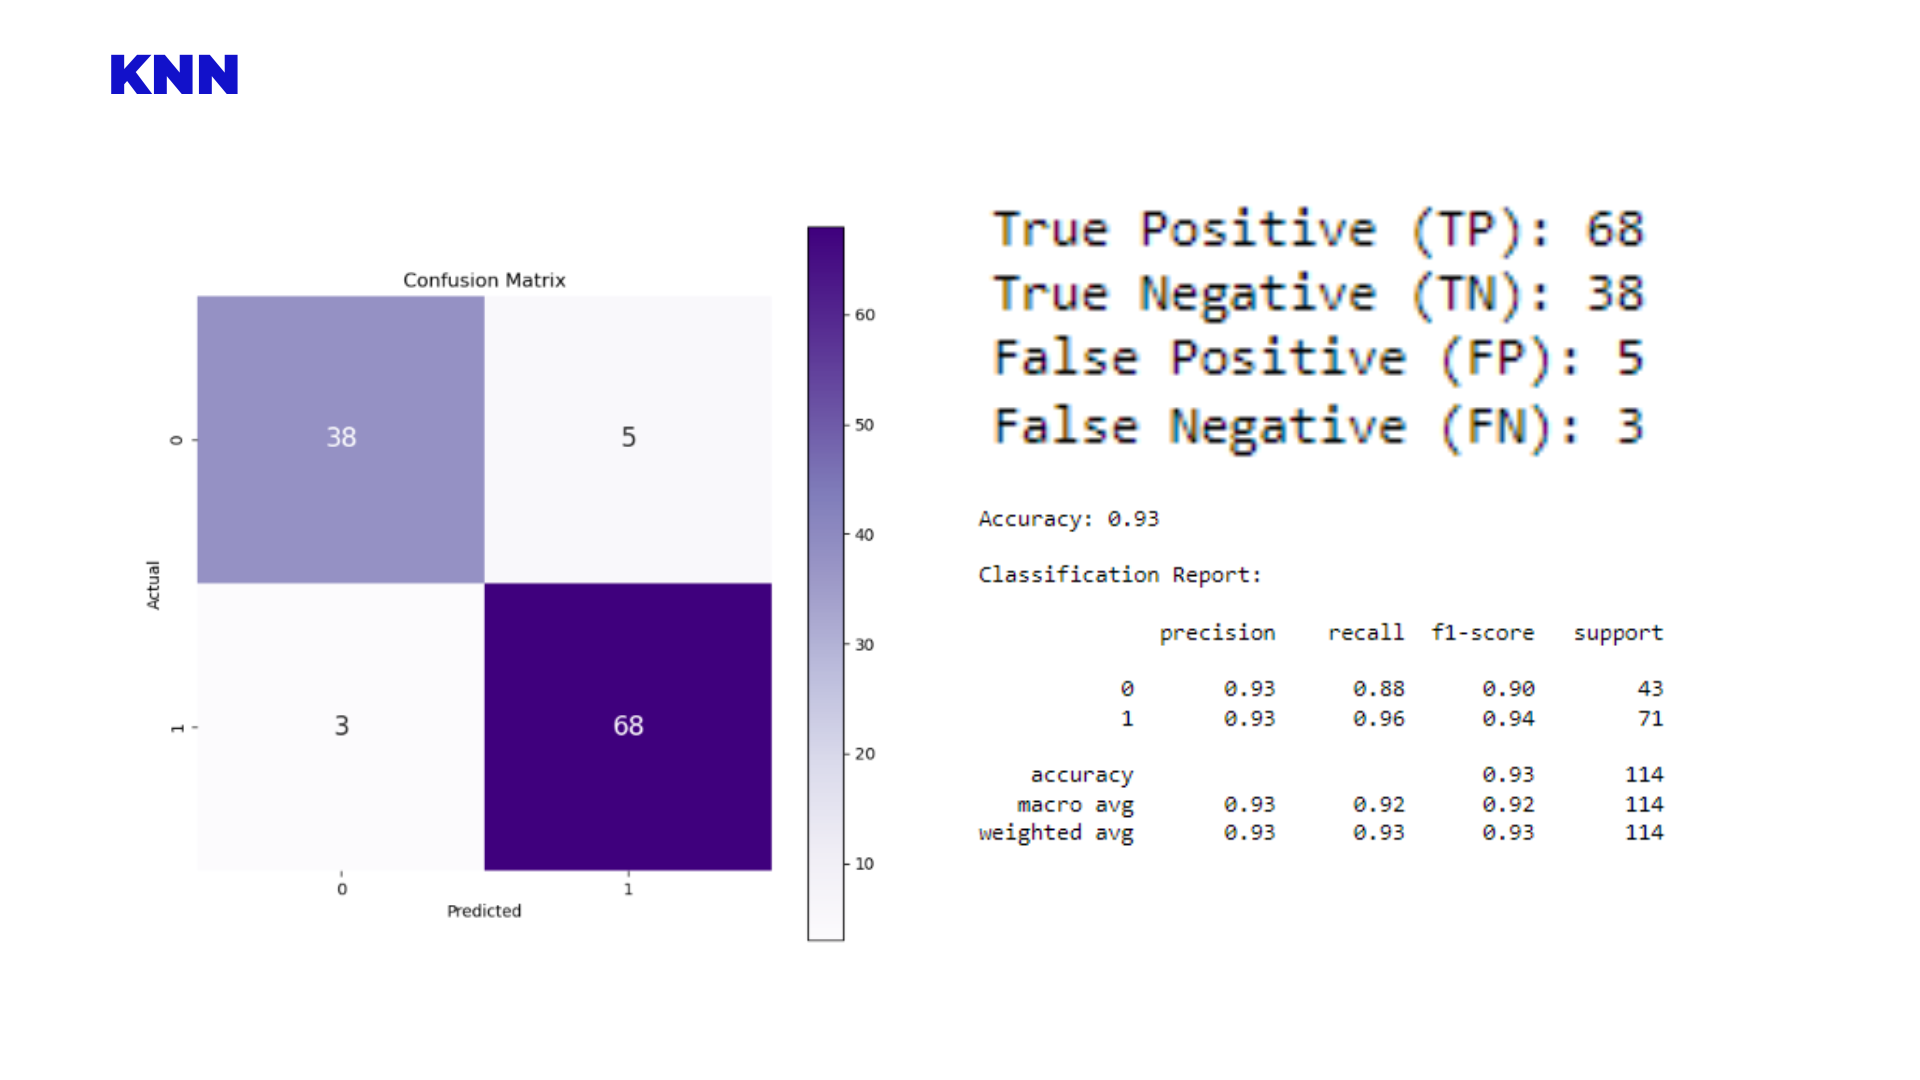 KNN
Confusion Matrix
38 5
3 68
0
1
Actual
0 1
Predicted
60
50
40
30
20
10
True Positive (TP): 68
True Negative (TN): 38
False Positive (FP): 5
False Negative (FN): 3
Accuracy: 0.93
Classification Report:
precision recall f1-score support
0 0.93 0.88 0.90 43
1 0.93 0.96 0.94 71
accuracy 0.93 114
macro avg 0.93 0.92 0.92 114
weighted avg 0.93 0.93 0.93 114